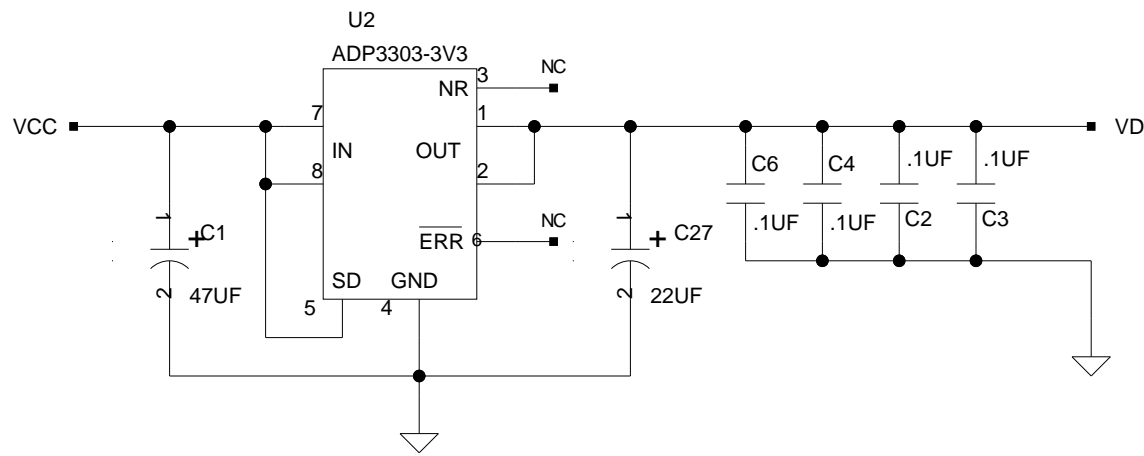 U2
ADP3303-3V3
3
NC
NR
VCC
7
1
VD
IN
OUT
C6
C4
.1UF
.1UF
8
2
1
C1
NC
ERR
6
1
C27
.1UF
.1UF
C2
C3
SD
GND
2
47UF
5
4
2
22UF